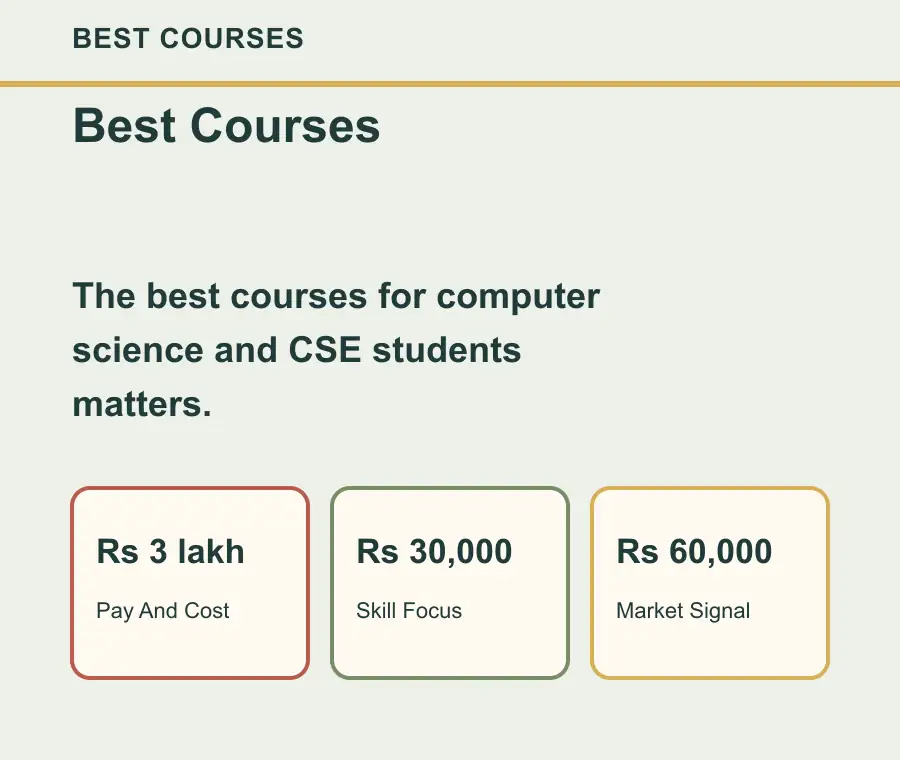 BEST COURSES
Best Courses
The best courses for computer
science and CSE students
matters.
Rs 3 lakh
Pay And Cost
Rs 30,000
Skill Focus
Rs 60,000
Market Signal